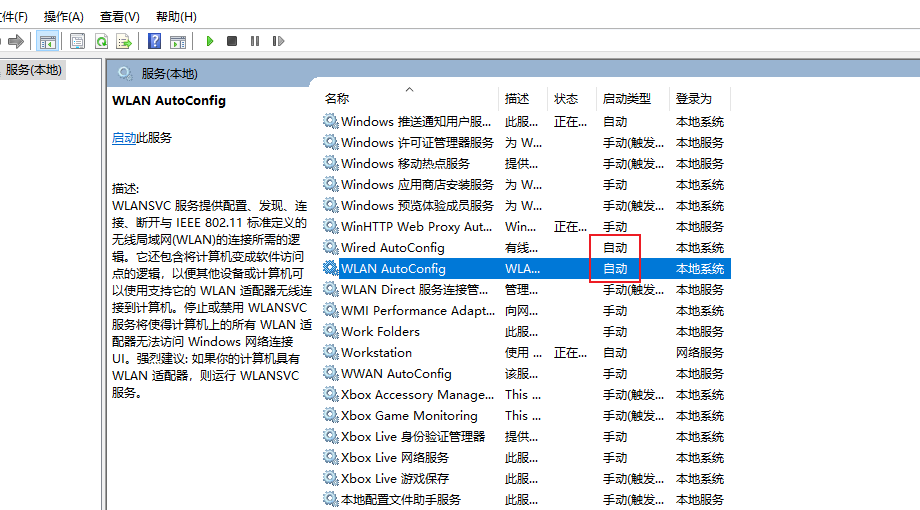 文件(F) 操作(A) 查看(V) 帮助(H)
服务(本地)
服务(本地)
WLAN AutoConfig
启动此服务
描述:
WLANSVC 服务提供配置、发现、连
接、断开与 IEEE 802.11 标准定义的
无线局域网(WLAN)的连接所需的逻
辑。它还包含将计算机变成软件访问
点的逻辑，以便其他设备或计算机可
以使用支持它的 WLAN 适配器无线连
接到计算机。停止或禁用 WLANSVC
服务将使得计算机上的所有 WLAN 适
配器无法访问 Windows 网络连接
UI。强烈建议: 如果你的计算机具有
WLAN 适配器，则运行 WLANSVC
服务。
名称 描述 状态 启动类型 登录为
Windows 推送通知用户服... 此服... 正在... 自动 本地系统
Windows 许可证管理器服务 为 W... 手动(触发... 本地服务
Windows 移动热点服务 提供... 手动(触发... 本地服务
Windows 应用商店安装服务 为 W... 手动 本地系统
Windows 预览体验成员服务 为 W... 手动(触发... 本地系统
WinHTTP Web Proxy Aut... Win... 正在... 手动 本地服务
Wired AutoConfig 有线... 自动 本地系统
WLAN AutoConfig WLA... 自动 本地系统
WLAN Direct 服务连接管... 管理... 手动(触发... 本地服务
WMI Performance Adapt... 向网... 手动 本地系统
Work Folders 此服... 手动 本地服务
Workstation 使用 ... 正在... 自动 网络服务
WWAN AutoConfig 该服... 手动 本地系统
Xbox Accessory Manage... This ... 手动(触发... 本地系统
Xbox Game Monitoring This ... 手动(触发... 本地系统
Xbox Live 身份验证管理器 提供... 手动 本地系统
Xbox Live 网络服务 此服... 手动 本地系统
Xbox Live 游戏保存 此服... 手动(触发... 本地系统
本地配置文件助手服务 此服... 手动(触发... 本地服务